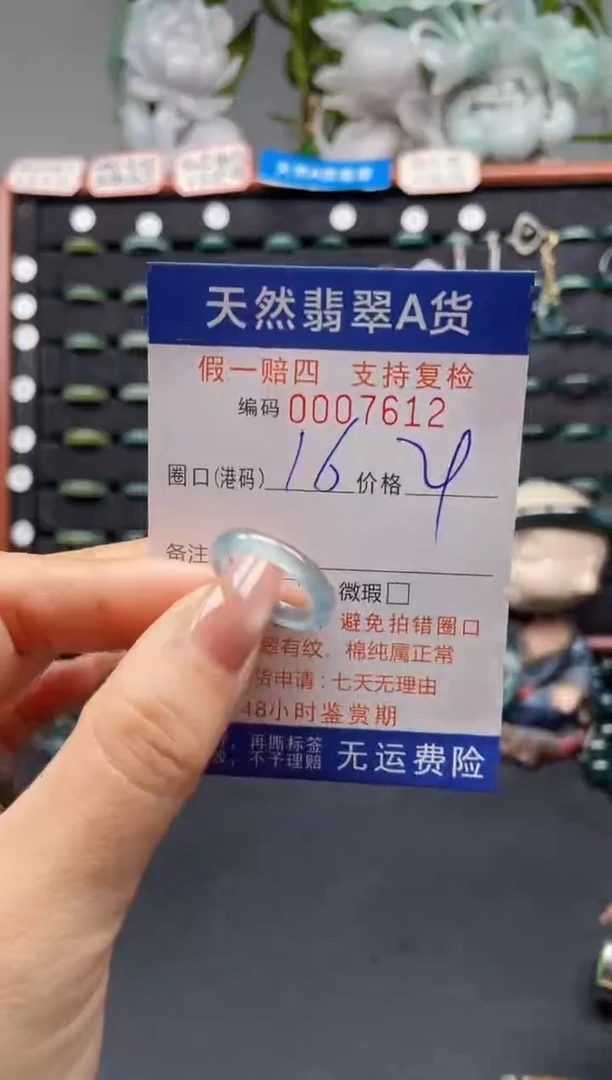 天然翡翠A货
假一赔四 支持复检
编码 0007612
圈口(港码) 16 价格 4
备注
微瑕□
避免拍错圈口
有纹、棉纯属正常
货申请:七天无理由
48小时鉴赏期
再撕标签
不予理赔
无运费险